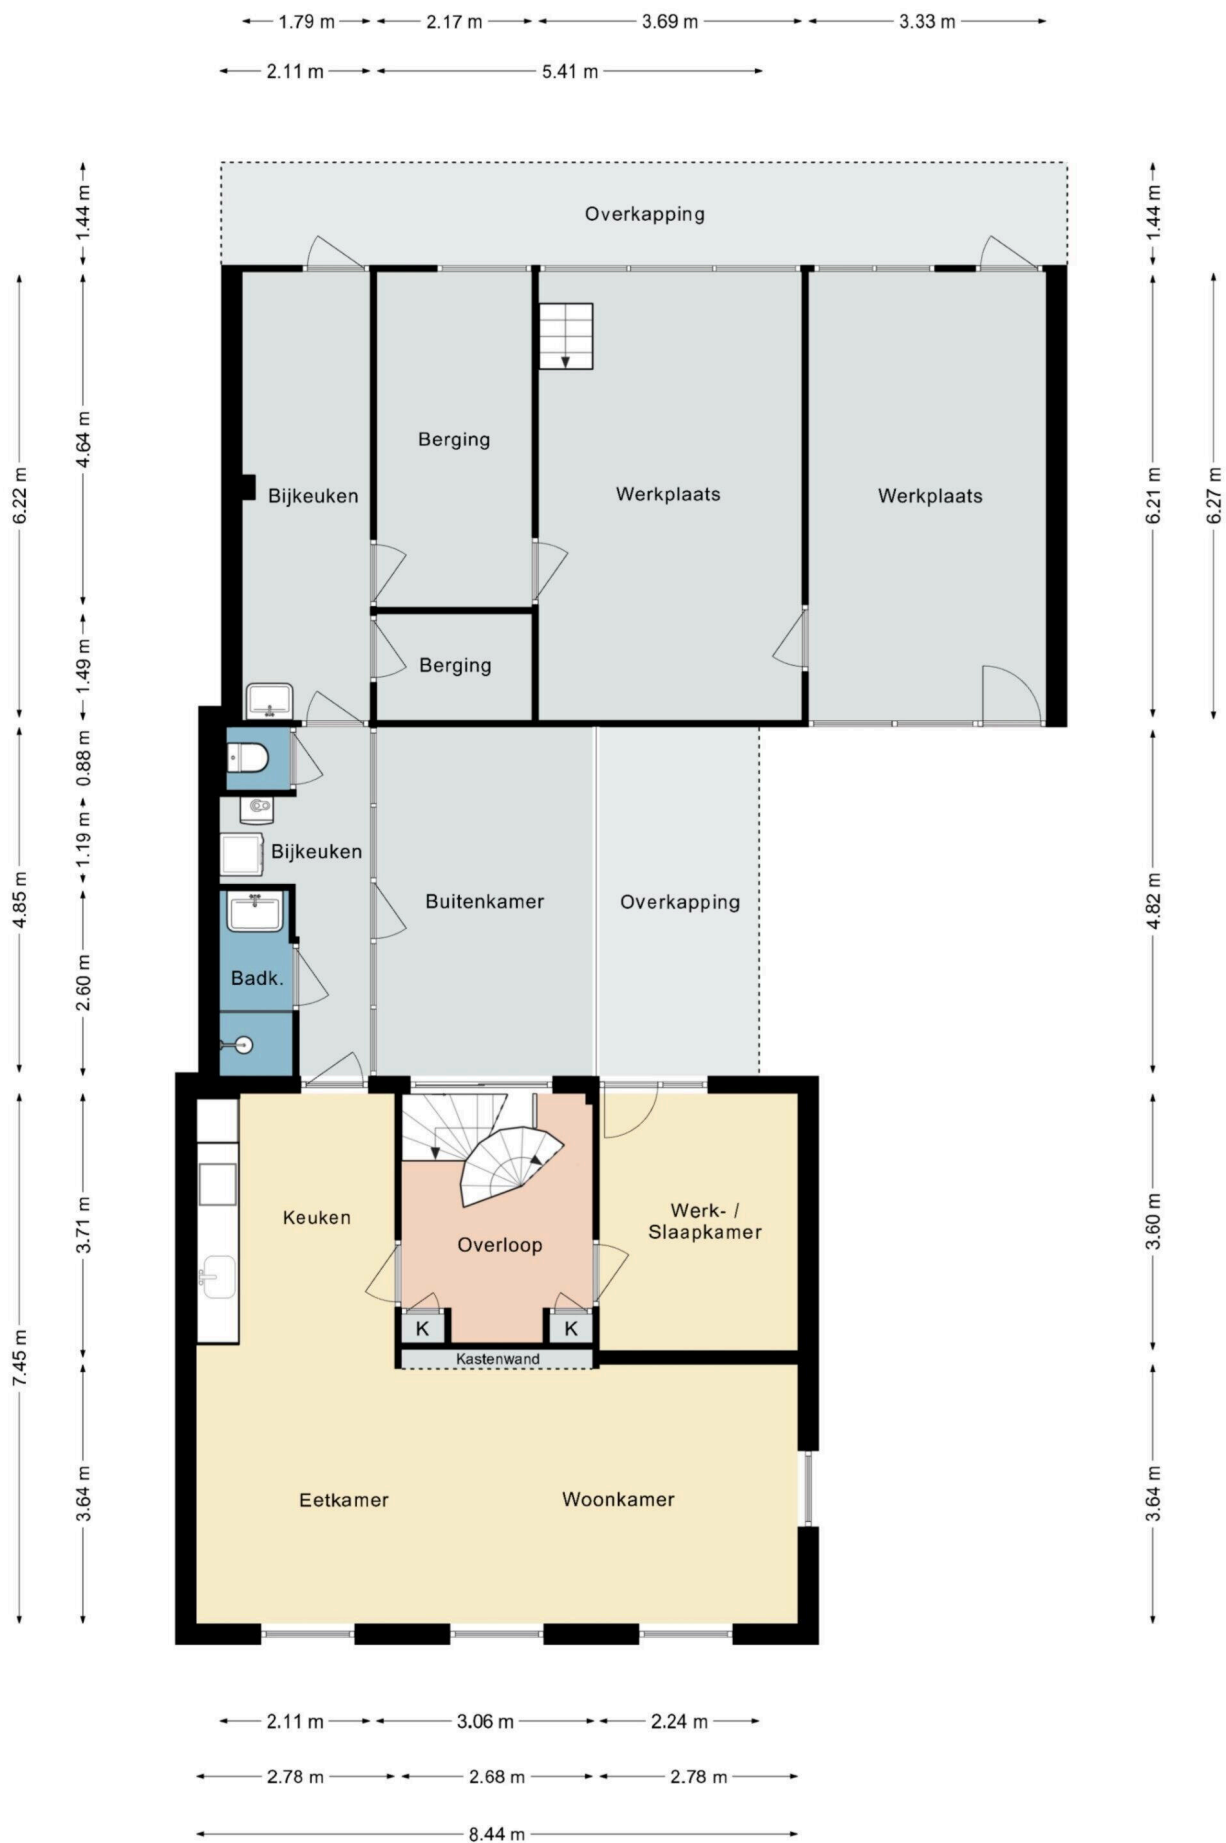 1.79 m
2.17 m
3.69 m
3.33 m
2.11 m
5.41 m
1.44 m
1.44 m
Overkapping
6.22 m
4.64 m
6.21 m
6.27 m
Berging
Bijkeuken
Werkplaats
Werkplaats
1.49 m
Berging
0.88 m
1.19 m
Bijkeuken
4.85 m
Buitenkamer
Overkapping
4.82 m
2.60 m
Badk.
3.71 m
Keuken
Werk- /
Slaapkamer
3.60 m
Overloop
K
K
Kastenwand
7.45 m
3.64 m
Eetkamer
Woonkamer
3.64 m
2.11 m
3.06 m
2.24 m
2.78 m
2.68 m
2.78 m
8.44 m